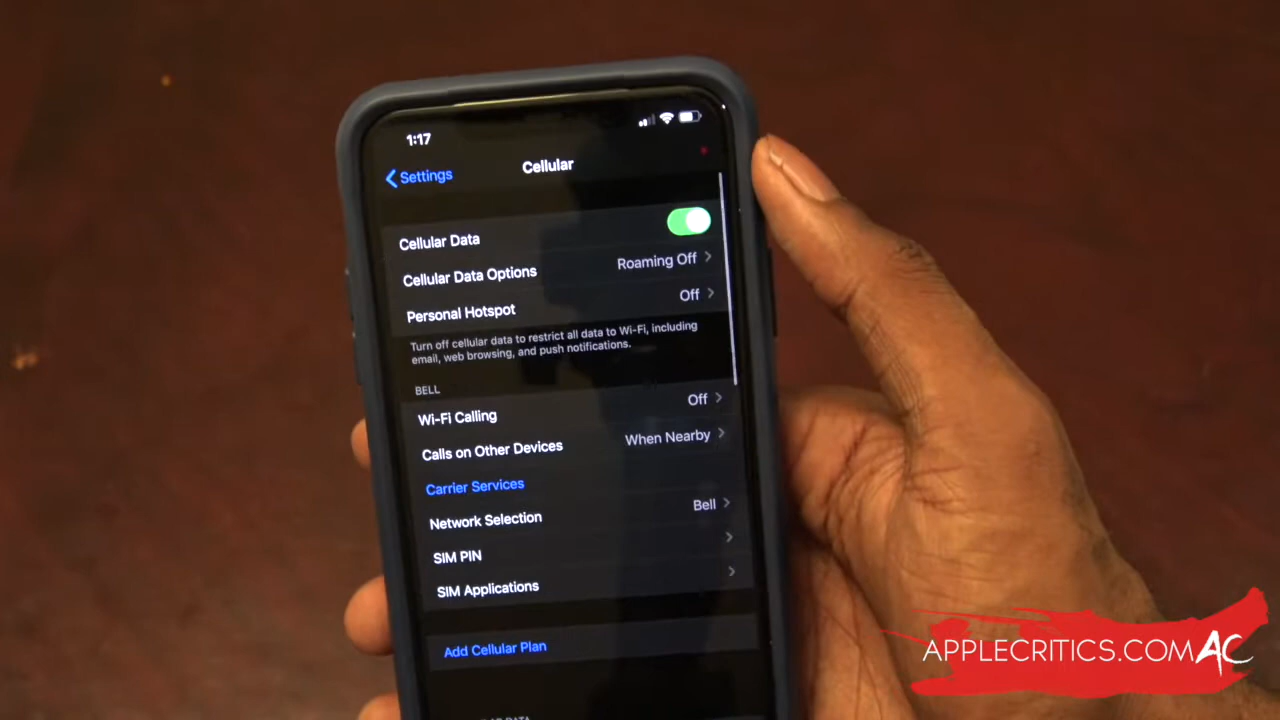 1:17
Settings
Cellular
Cellular Data
Cellular Data Options Roaming Off
Personal Hotspot Off
Turn off cellular data to restrict all data to Wi-Fi, including
email, web browsing, and push notifications.
BELL
Wi-Fi Calling Off
Calls on Other Devices When Nearby
Carrier Services
Network Selection Bell
SIM PIN
SIM Applications
Add Cellular Plan
APPLECRITICS.COM AC